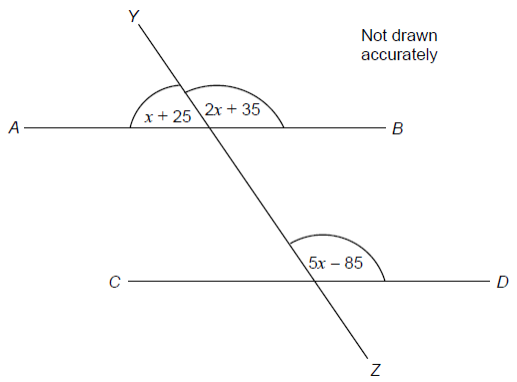 Y
Not drawn
accurately
x + 25
2x + 35
A
B
5x – 85
C
D
Z